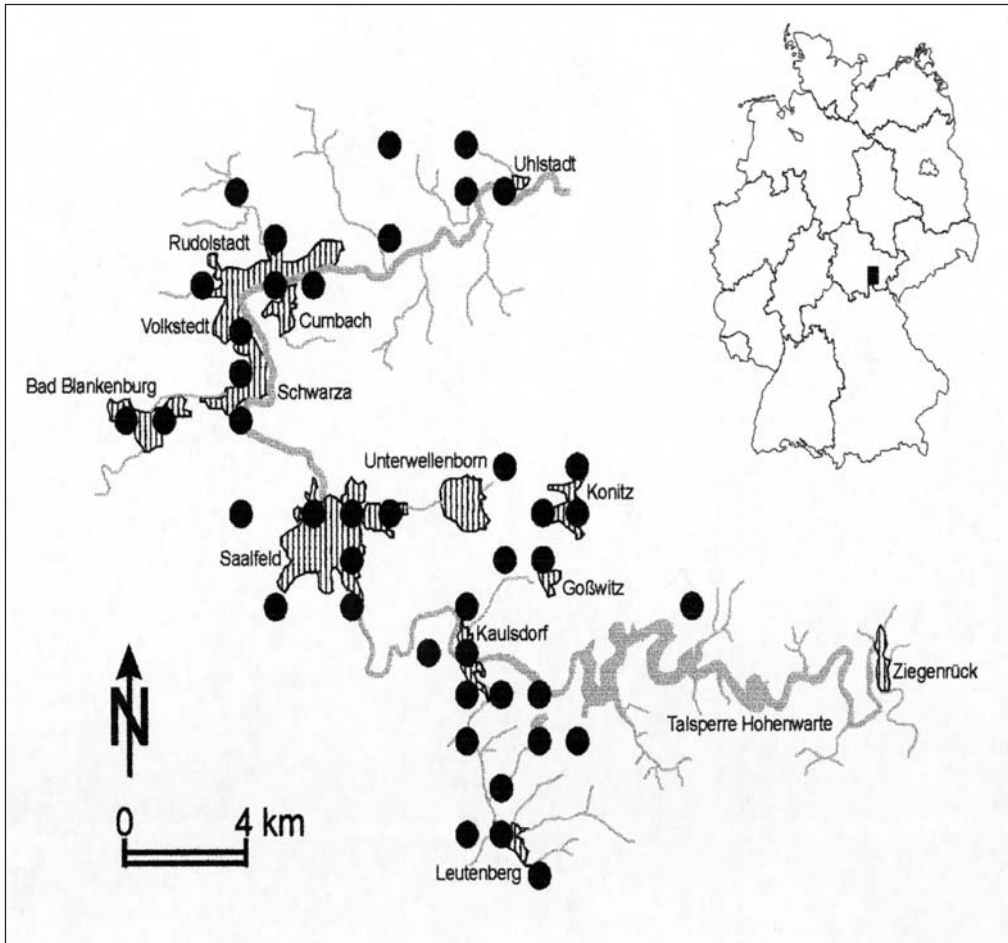 Uhlstadt
Rudolstadt
Volkstedt
Cumbach
Bad Blankenburg
Schwarza
Unterwellenborn
Konitz
Saalfeld
Goßwitz
Kaulsdorf
Ziegenrück
Talsperre Hohenwarte
N
0 4 km
Leutenberg